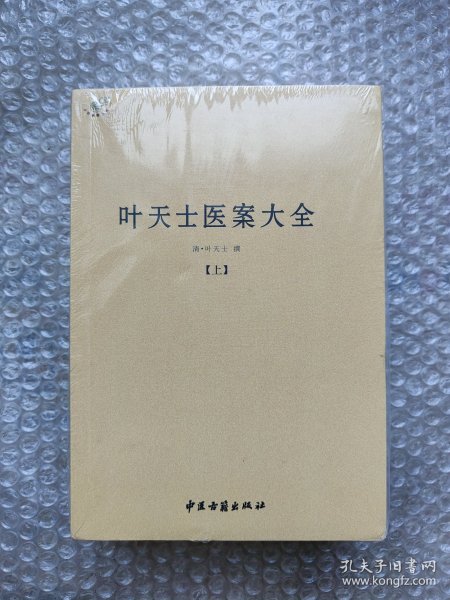 叶天士医案大全
清·叶天士 撰
【上】
中医古籍出版社
孔夫子旧书网
www.kongfz.com